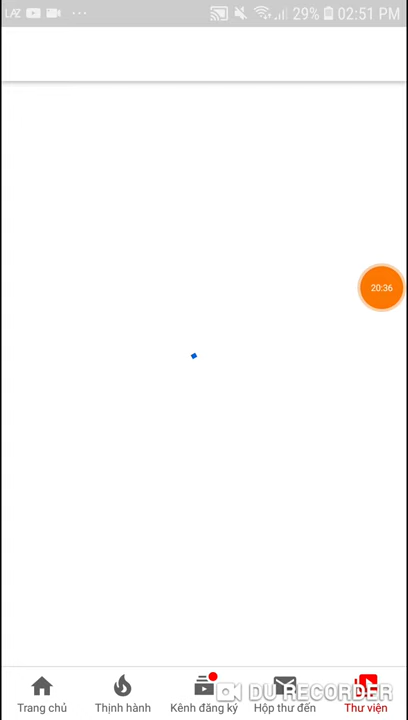 LAZ 29% 02:51 PM
20:36
DU RECORDER
Trang chủ Thịnh hành Kênh đăng ký Hộp thư đến Thư viện